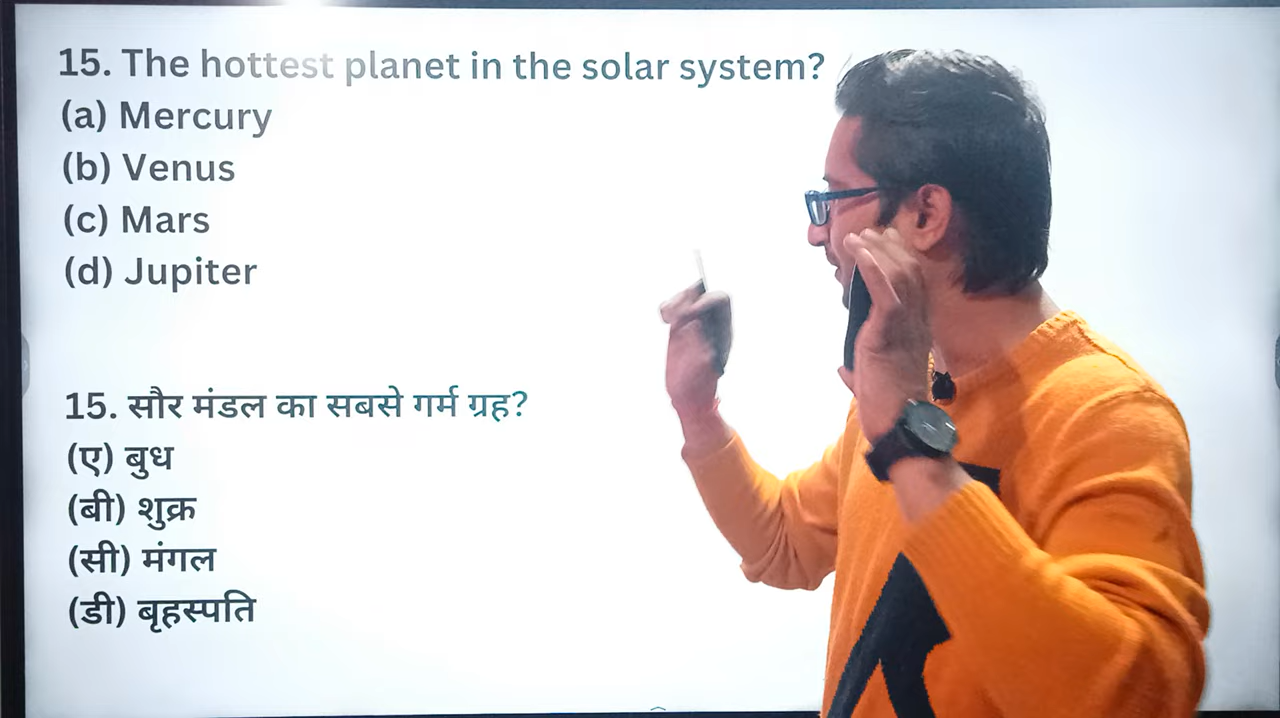 15. The hottest planet in the solar system?
(a) Mercury
(b) Venus
(c) Mars
(d) Jupiter
15. सौर मंडल का सबसे गर्म ग्रह?
(ए) बुध
(बी) शुक्र
(सी) मंगल
(डी) बृहस्पति